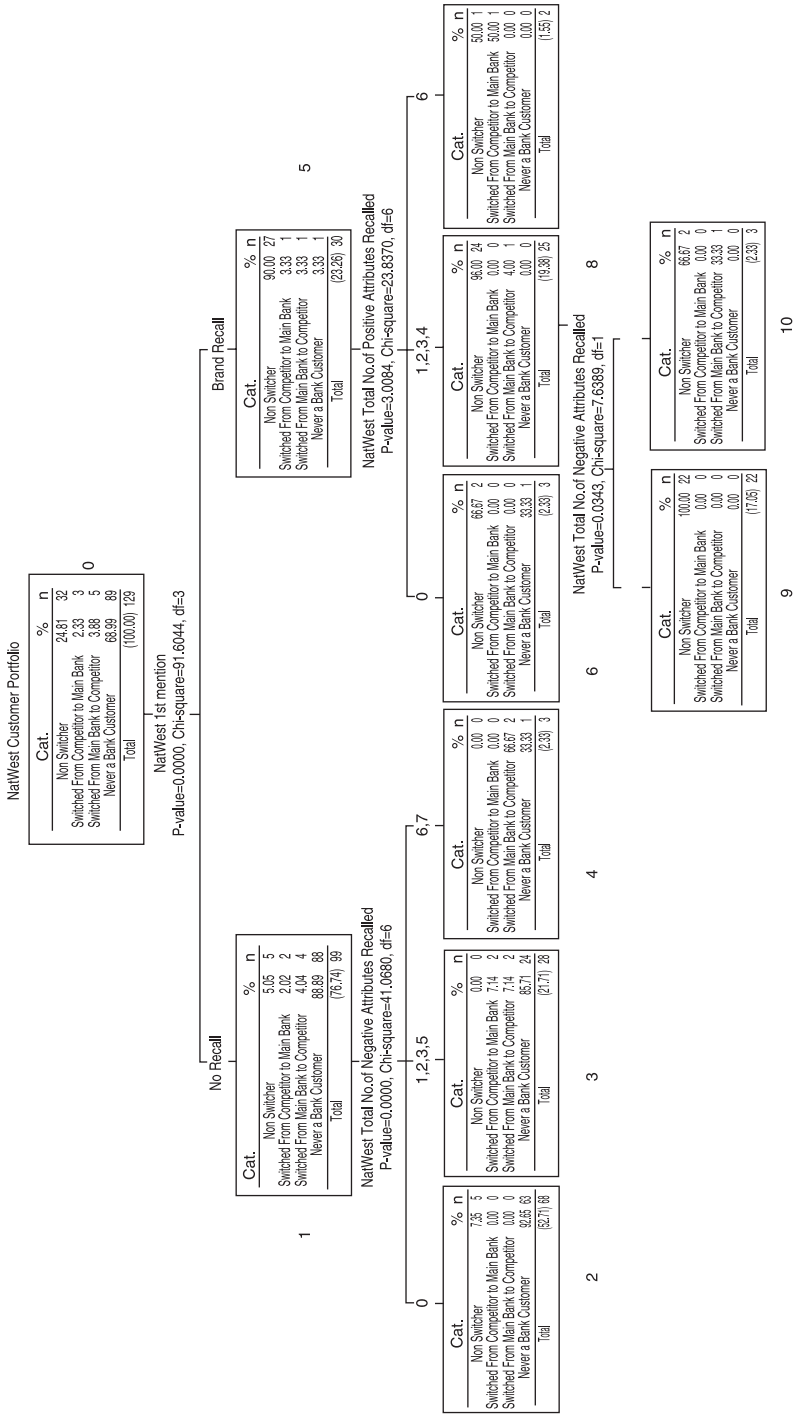 NatWest Customer Portfolio
Cat. % n
Non Switcher 24.81 32
Switched From Competitor to Main Bank 2.33 3
Switched From Main Bank to Competitor 3.88 5
Never a Bank Customer 68.99 89
Total (100.00) 129
0
NatWest 1st mention
P-value=0.0000, Chi-square=91.6044, df=3
No Recall
Brand Recall
Cat. % n
Non Switcher 5.05 5
Switched From Competitor to Main Bank 2.02 2
Switched From Main Bank to Competitor 4.04 4
Never a Bank Customer 88.89 88
Total (76.74) 99
1
Cat. % n
Non Switcher 90.00 27
Switched From Competitor to Main Bank 3.33 1
Switched From Main Bank to Competitor 3.33 1
Never a Bank Customer 3.33 1
Total (23.26) 30
5
NatWest Total No.of Negative Attributes Recalled
P-value=0.0000, Chi-square=41.0680, df=6
NatWest Total No.of Positive Attributes Recalled
P-value=3.0084, Chi-square=23.8370, df=6
0
1,2,3,5
6,7
0
1,2,3,4
6
Cat. % n
Non Switcher 7.35 5
Switched From Competitor to Main Bank 0.00 0
Switched From Main Bank to Competitor 0.00 0
Never a Bank Customer 92.65 63
Total (52.71) 68
2
Cat. % n
Non Switcher 0.00 0
Switched From Competitor to Main Bank 7.14 2
Switched From Main Bank to Competitor 7.14 2
Never a Bank Customer 85.71 24
Total (21.71) 28
3
Cat. %
Non Switcher 0.00 0
Switched From Competitor to Main Bank 0.00 0
Switched From Main Bank to Competitor 66.67 2
Never a Bank Customer 33.33 1
Total (2.33) 3
4
Cat. % n
Non Switcher 66.67 2
Switched From Competitor to Main Bank 0.00 0
Switched From Main Bank to Competitor 0.00 0
Never a Bank Customer 33.33 1
Total (2.33) 3
6
Cat. % n
Non Switcher 96.00 24
Switched From Competitor to Main Bank 0.00 0
Switched From Main Bank to Competitor 4.00 1
Never a Bank Customer 0.00 0
Total (19.38) 25
8
Cat. % n
Non Switcher 50.00 1
Switched From Competitor to Main Bank 50.00 1
Switched From Main Bank to Competitor 0.00 0
Never a Bank Customer 0.00 0
Total (1.55) 2
NatWest Total No.of Negative Attributes Recalled
P-value=0.0343, Chi-square=7.6389, df=1
Cat. % n
Non Switcher 100.00 22
Switched From Competitor to Main Bank 0.00 0
Switched From Main Bank to Competitor 0.00 0
Never a Bank Customer 0.00 0
Total (17.05) 22
9
Cat. % n
Non Switcher 66.67 2
Switched From Competitor to Main Bank 0.00 0
Switched From Main Bank to Competitor 33.33 1
Never a Bank Customer 0.00 0
Total (2.33) 3
10